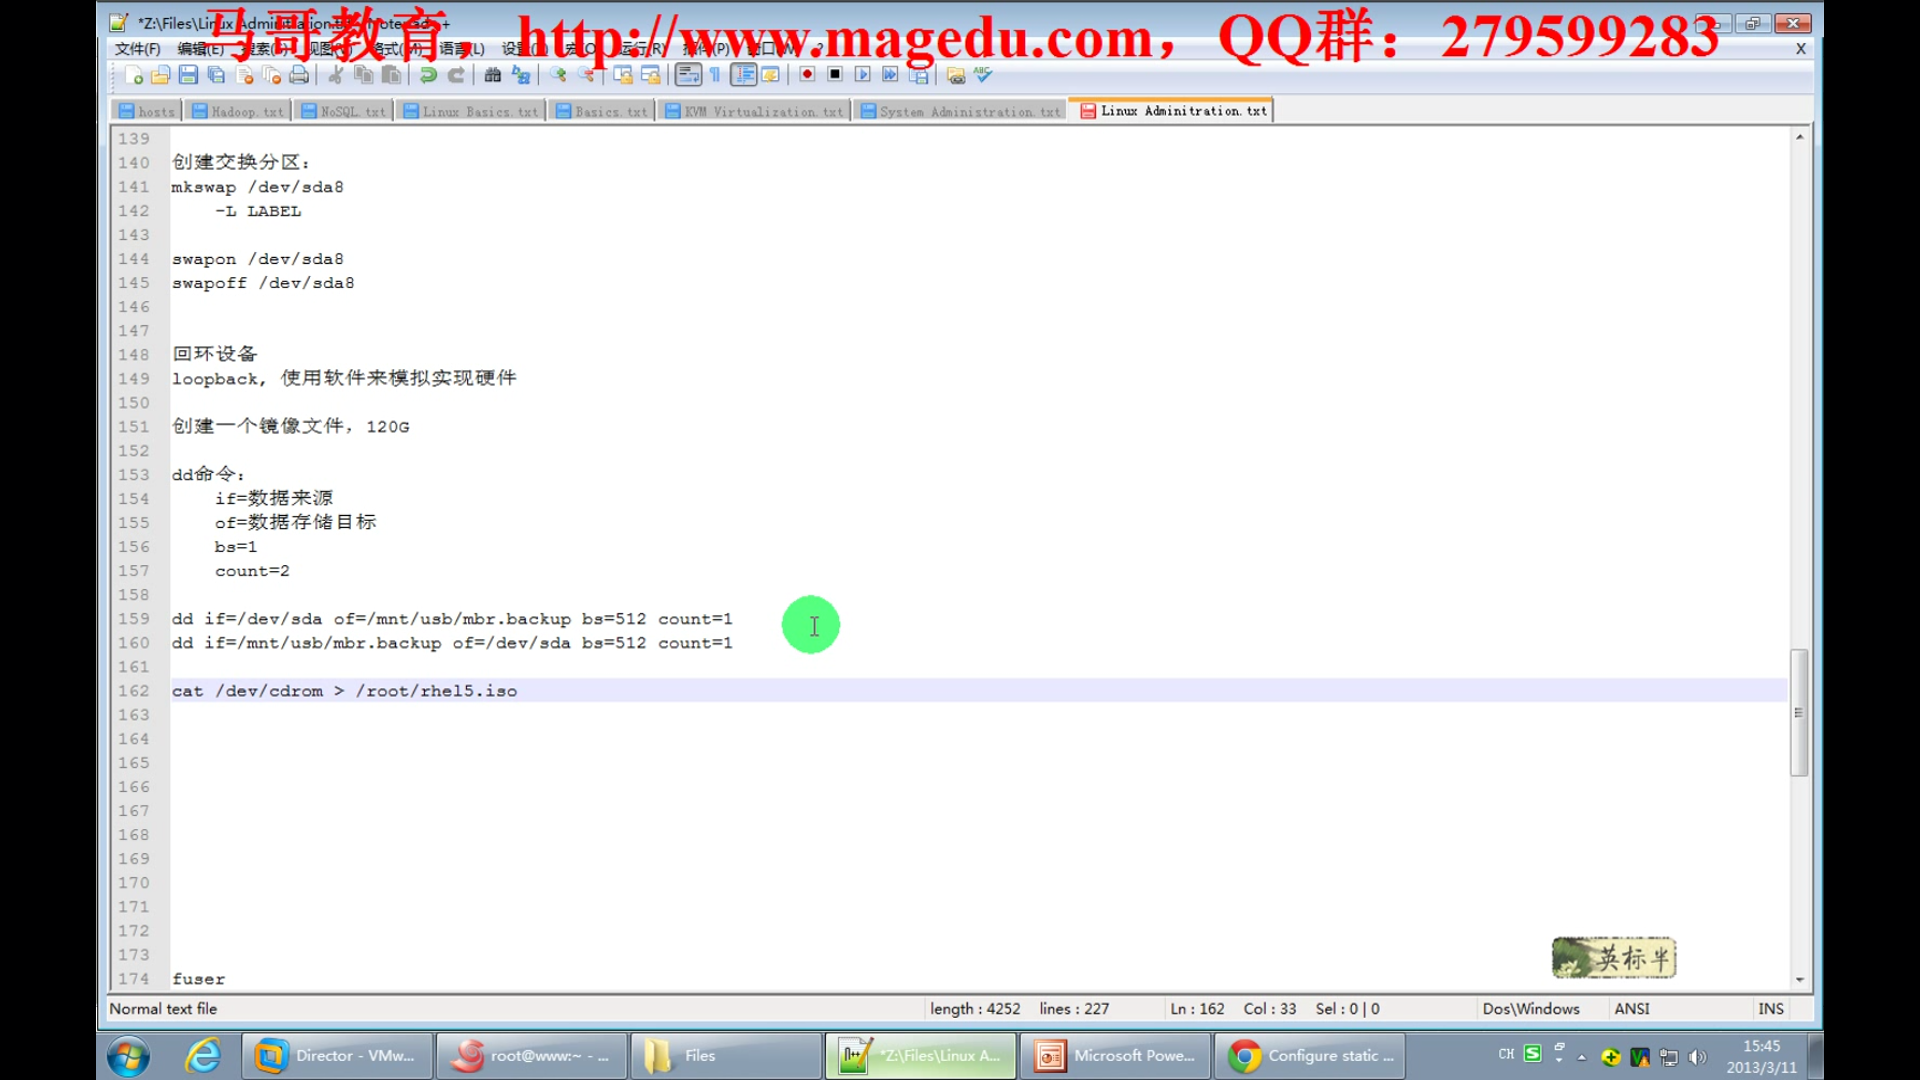 *Z:\Files\Linux Adminitration.txt - Notepad++
马哥教育，http://www.magedu.com，QQ群：279599283
文件(F) 编辑(E) 搜索(S) 视图(V) 格式(M) 语言(L) 设置(T) 宏(O) 运行(R) 插件(P) 窗口(W) ? X
hosts Hadoop.txt NoSQL.txt Linux Basics.txt Basics.txt KVM Virtualization.txt System Administration.txt Linux Adminitration.txt
139
140 创建交换分区：
141 mkswap /dev/sda8
142 -L LABEL
143
144 swapon /dev/sda8
145 swapoff /dev/sda8
146
147
148 回环设备
149 loopback, 使用软件来模拟实现硬件
150
151 创建一个镜像文件，120G
152
153 dd命令：
154 if=数据来源
155 of=数据存储目标
156 bs=1
157 count=2
158
159 dd if=/dev/sda of=/mnt/usb/mbr.backup bs=512 count=1
160 dd if=/mnt/usb/mbr.backup of=/dev/sda bs=512 count=1
161
162 cat /dev/cdrom > /root/rhel5.iso
163
164
165
166
167
168
169
170
171
172
173
174 fuser
英标半
Normal text file length : 4252 lines : 227 Ln : 162 Col : 33 Sel : 0 | 0 Dos\Windows ANSI INS
Director - VMw... root@www:~ - ... Files *Z:\Files\Linux A... Microsoft Powe... Configure static ... CH 15:45
2013/3/11